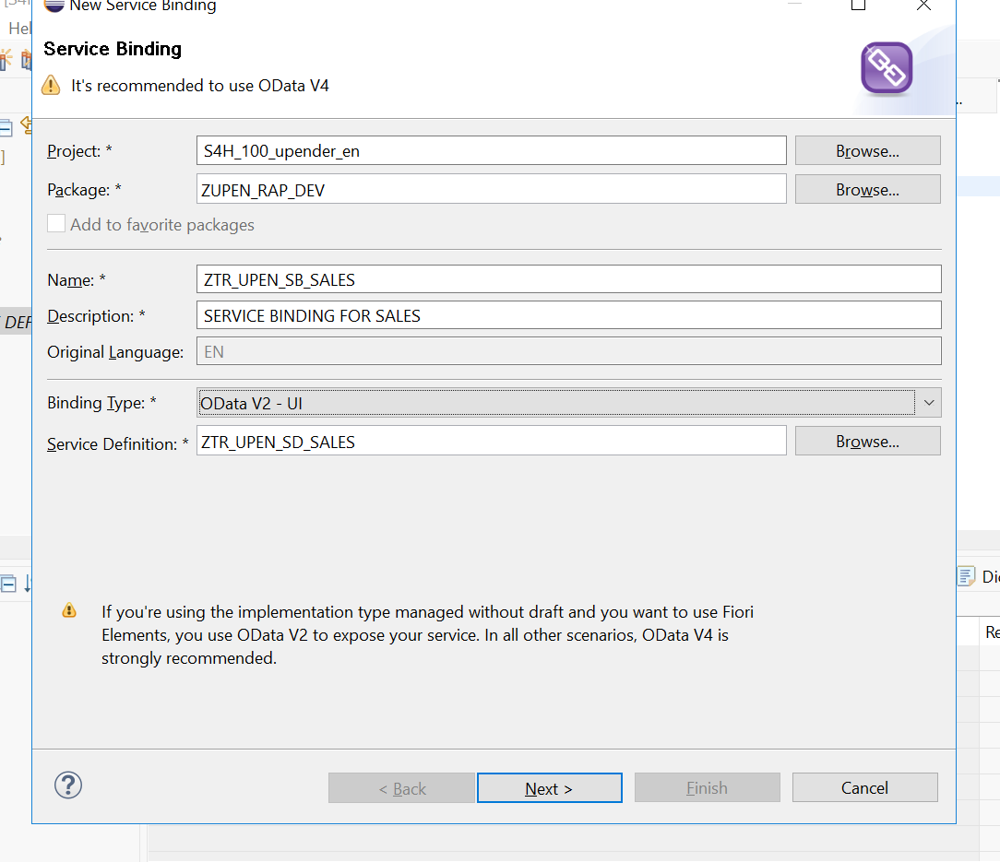 New Service Binding
Hel
Service Binding
It's recommended to use OData V4
Project: * S4H_100_upender_en Browse...
Package: * ZUPEN_RAP_DEV Browse...
Add to favorite packages
Name: * ZTR_UPEN_SB_SALES
DEF
Description: * SERVICE BINDING FOR SALES
Original Language: EN
Binding Type: * OData V2 - UI
Service Definition: * ZTR_UPEN_SD_SALES Browse...
Di
If you're using the implementation type managed without draft and you want to use Fiori
Elements, you use OData V2 to expose your service. In all other scenarios, OData V4 is
strongly recommended.
Re
? < Back Next > Finish Cancel